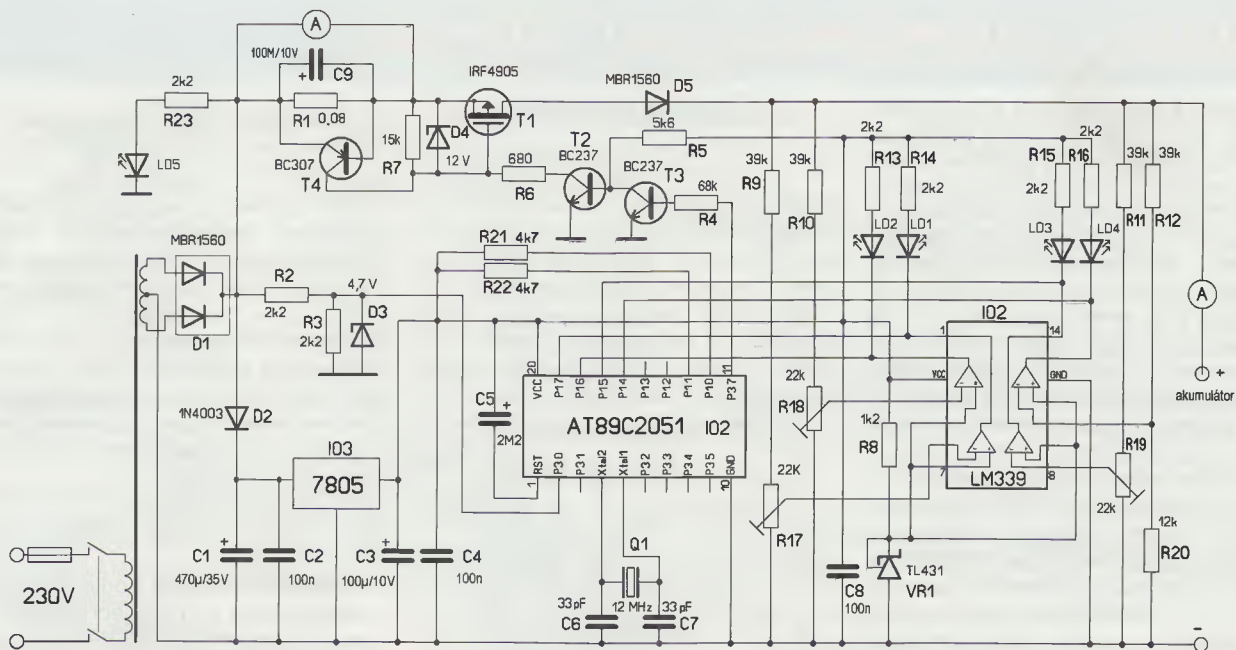 A
100M/10V
C9
2k2
R23
R1 0,08
LD5
BC307
T4
15k
R7
D4
12 V
IRF4905
T1
MBR1560 D5
5k6
R5
T2
BC237
T3
BC237
680
R6
68k
R4
39k
R9
39k
R10
2k2
R13
R14
2k2
LD2
LD1
2k2
R15
R16
2k2
LD3
LD4
39k
R11
39k
R12
A
+
akumulátor
MBR1560
D1
R2
2k2
4,7 V
R3
2k2
D3
R21 4k7
R22 4k7
1N4003
D2
IO3
7805
C5
+
2M2
20
VCC
P17
P16
P15
P14
P13
P12
P11
P10
P37
11
AT89C2051 IO2
RST
P30
P31
Xtal2
Xtal1
P32
P33
P34
P35
GND
1
10
22k
R18
22K
R17
1k2
R8
IO2
1
14
VCC
GND
7
8
LM339
R19
22k
12k
R20
+
C1
470µ/35V
C2
100n
+
C3
100µ/10V
C4
100n
Q1
12 MHz
33pF
C6
33pF
C7
C8
100n
TL431
VR1
230V
-